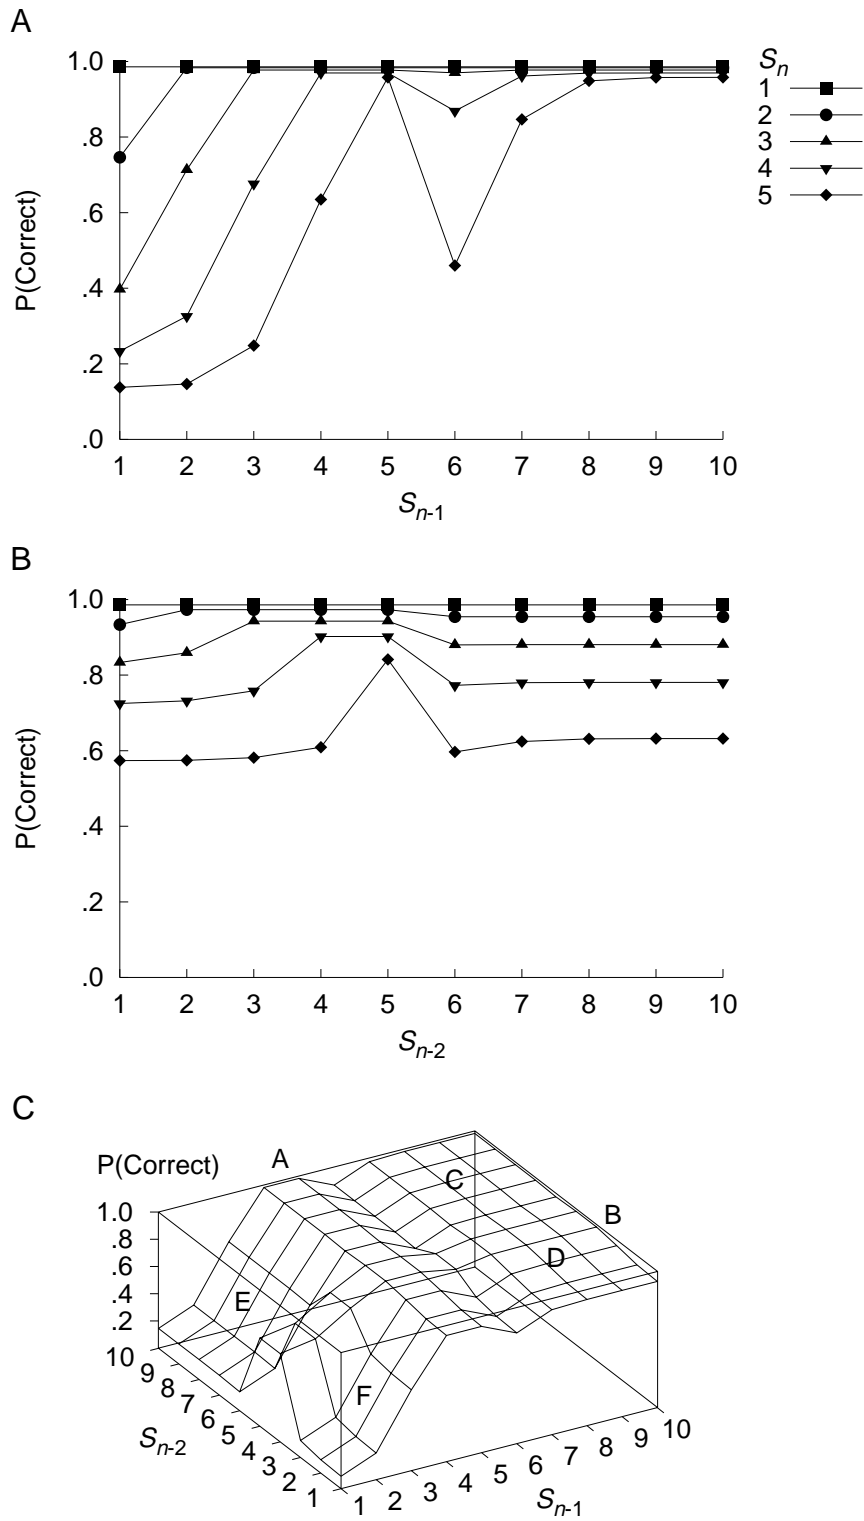 A
P(Correct)
1.0
.8
.6
.4
.2
.0
1 2 3 4 5 6 7 8 9 10
Sn-1
Sn
1
2
3
4
5
B
P(Correct)
1.0
.8
.6
.4
.2
.0
1 2 3 4 5 6 7 8 9 10
Sn-2
C
P(Correct)
1.0
.8
.6
.4
.2
A
B
C
D
E
F
10 9 8 7 6 5 4 3 2 1
Sn-2
1 2 3 4 5 6 7 8 9 10
Sn-1